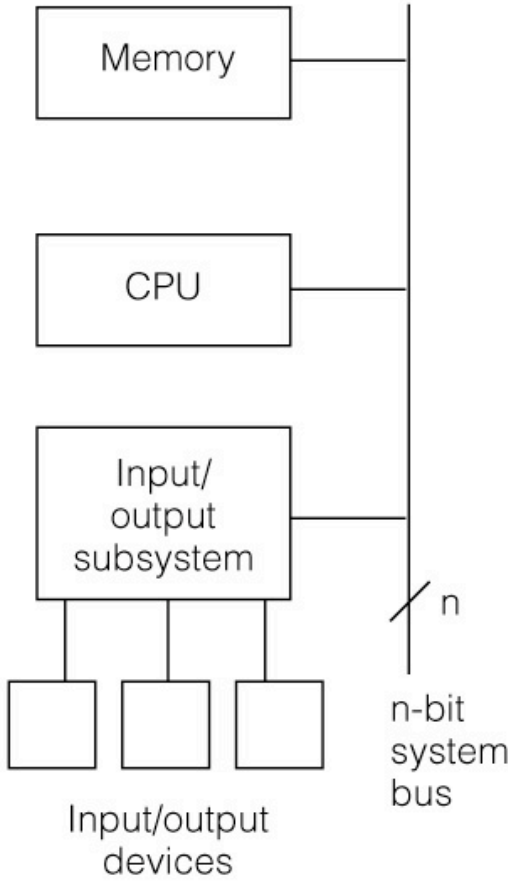 Memory
CPU
Input/
output
subsystem
n
n-bit
system
bus
Input/output
devices